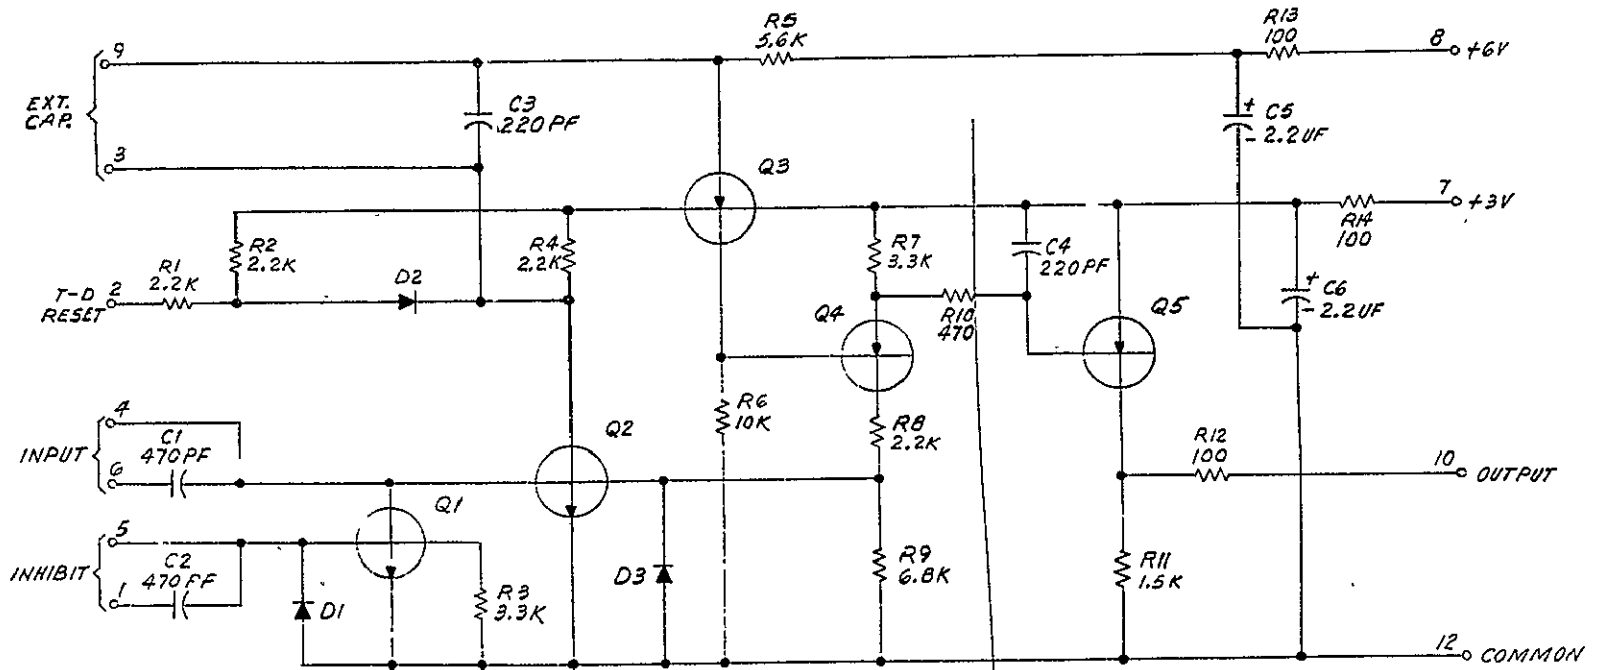 R5
5.6K
R13
100
9
8
+6V
EXT.
CAP.
C3
220PF
+
C5
-
2.2UF
3
Q3
7
+3V
R14
100
R2
2.2K
R4
2.2K
R7
3.3K
C4
220PF
+
C6
-
2.2UF
R1
2.2K
D2
T-D
RESET
2
R10
470
Q4
Q5
R6
10K
R8
2.2K
4
INPUT
C1
470PF
6
Q2
R12
100
10
OUTPUT
Q1
5
INHIBIT
C2
470PF
1
D1
R3
3.3K
D3
R9
6.8K
R11
1.5K
12
COMMON